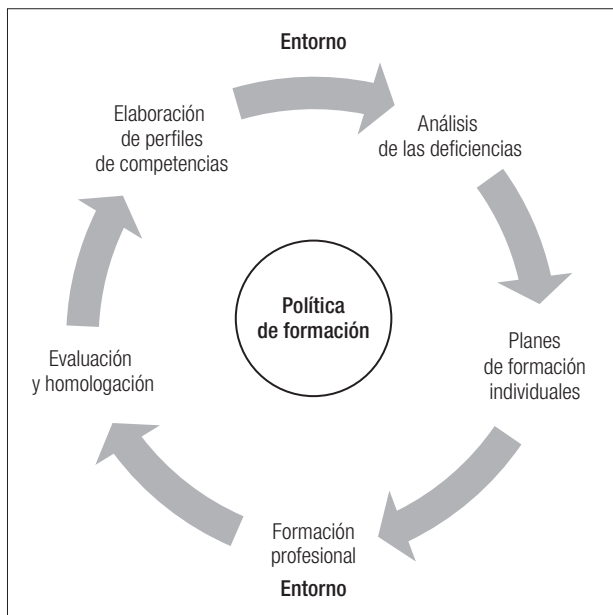 Entorno
Elaboración
de perfiles
de competencias
Análisis
de las deficiencias
Política
de formación
Planes
de formación
individuales
Evaluación
y homologación
Formación
profesional
Entorno